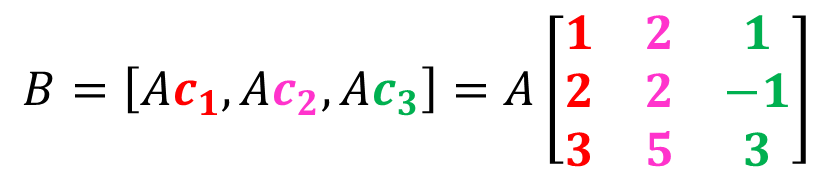 1 2 1
B = [Ac₁, Ac₂, Ac₃] = A 2 2 −1
3 5 3